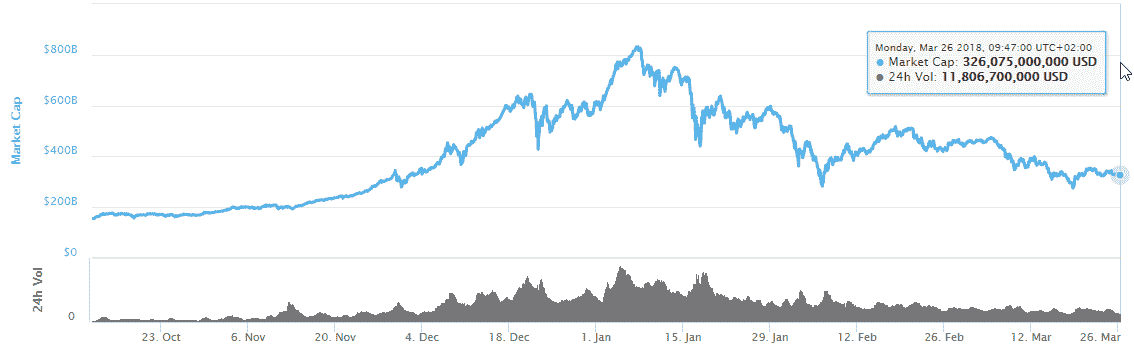 Market Cap
$800B
$600B
$400B
$200B
$0
24h Vol
0
Monday, Mar 26 2018, 09:47:00 UTC+02:00
● Market Cap: 326,075,000,000 USD
● 24h Vol: 11,806,700,000 USD
23. Oct 6. Nov 20. Nov 4. Dec 18. Dec 1. Jan 15. Jan 29. Jan 12. Feb 26. Feb 12. Mar 26. Mar